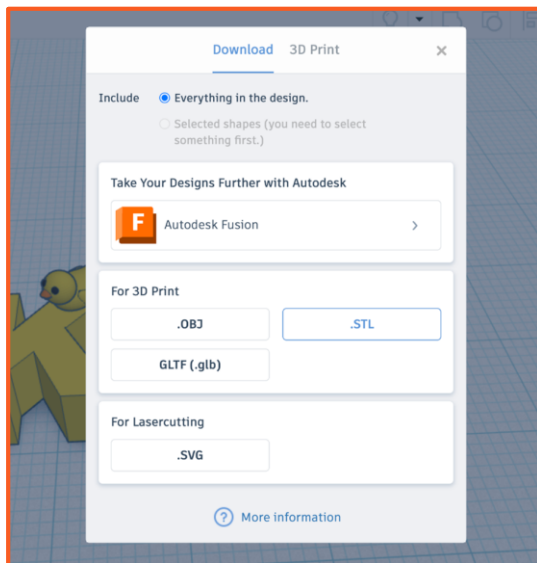 Download 3D Print ×
Include Everything in the design.
Selected shapes (you need to select
something first.)
Take Your Designs Further with Autodesk
F Autodesk Fusion
For 3D Print
.OBJ .STL
GLTF (.glb)
For Lasercutting
.SVG
? More information